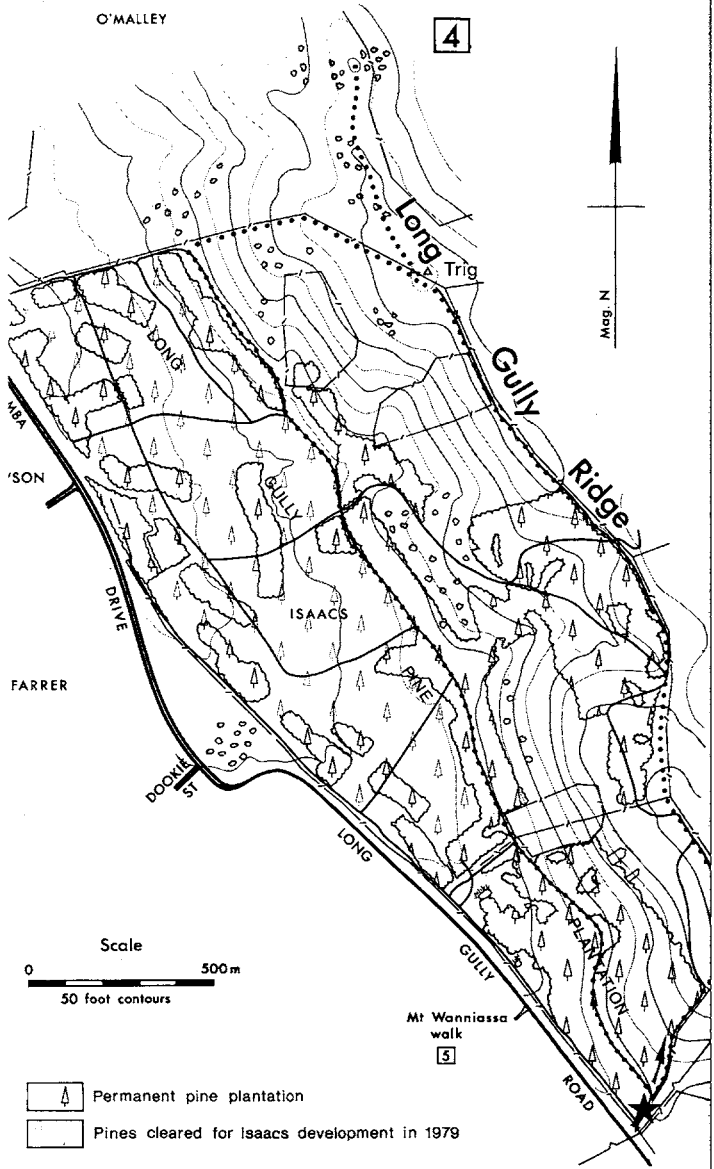 O'MALLEY
4
Long
Trig
Mag. N
LONG
Gully
MBA
'SON
GULLY
Ridge
DRIVE
ISAACS
FARRER
PINE
DOOKIE
ST
LONG
Scale
0 500m
50 foot contours
GULLY
PLANTATION
Mt Wanniassa
walk
5
ROAD
Permanent pine plantation
Pines cleared for Isaacs development in 1979